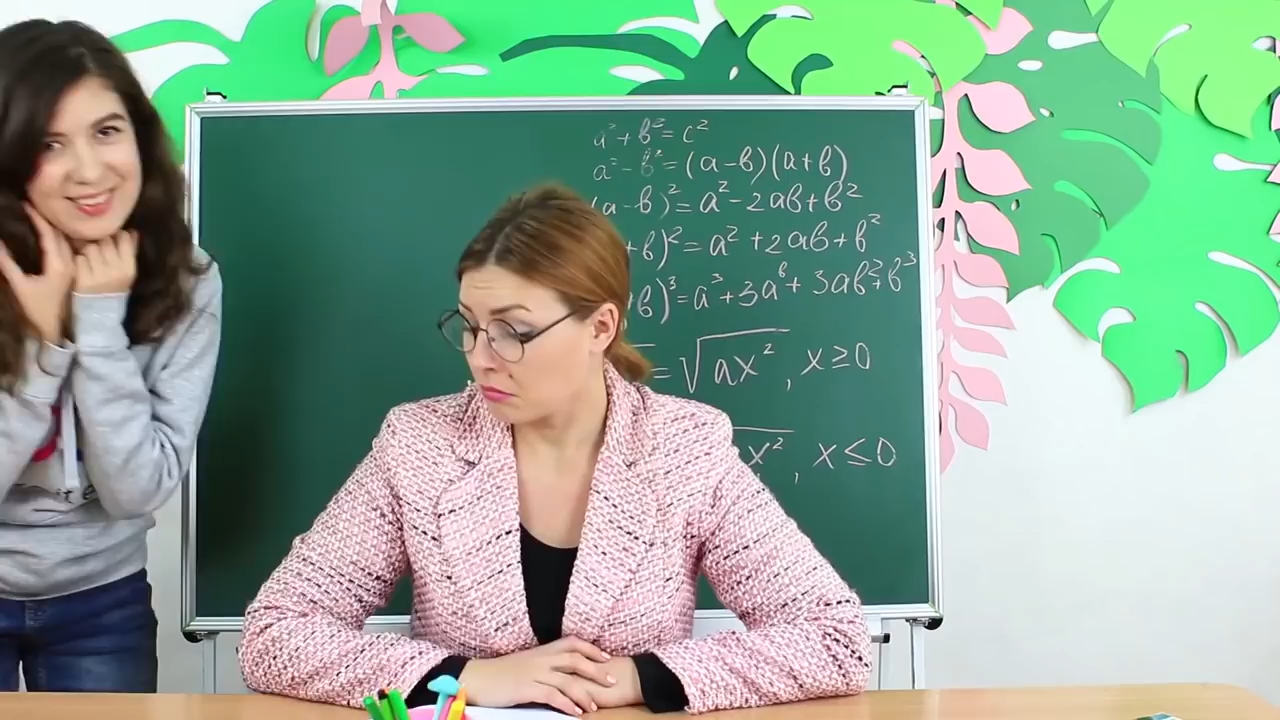 a² + b² = c²
a² - b² = (a-b)(a+b)
(a-b)² = a² - 2ab + b²
+b)² = a² + 2ab + b²
+b)³ = a³ + 3a⁶ + 3ab² + b³
= √ax², x ≥ 0
x², x ≤ 0